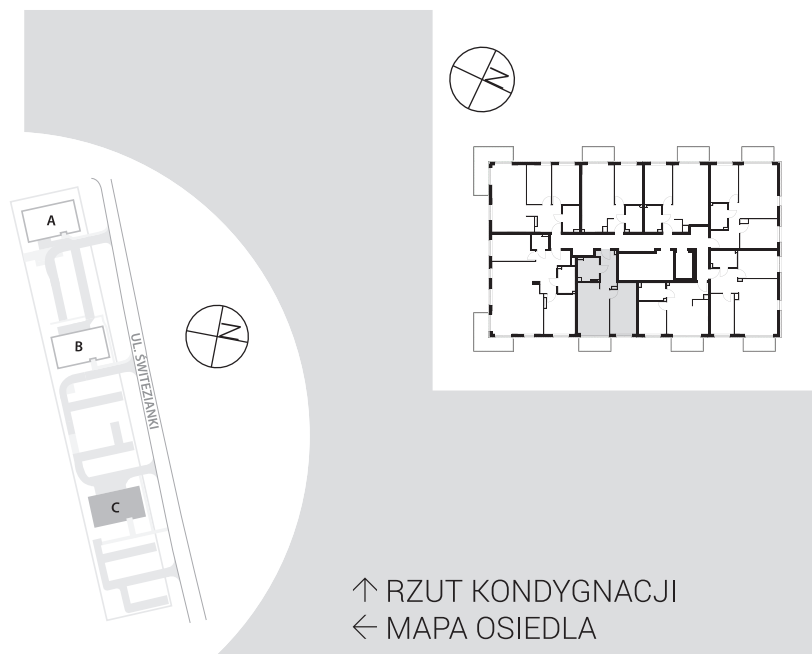 N
A
N
B
UL. ŚWITEZIANKI
C
↑ RZUT KONDYGNACJI
← MAPA OSIEDLA